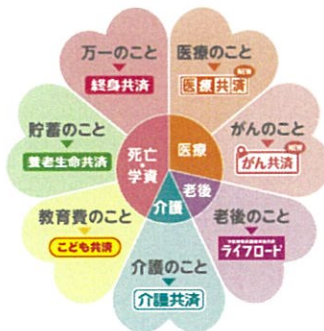 万一のこと
終身共済
医療のこと
医療共済
NEW
がんのこと
がん共済
NEW
老後のこと
ライフロード
介護のこと
介護共済
教育費のこと
こども共済
貯蓄のこと
養老生命共済
死亡
学資
医療
老後
介護